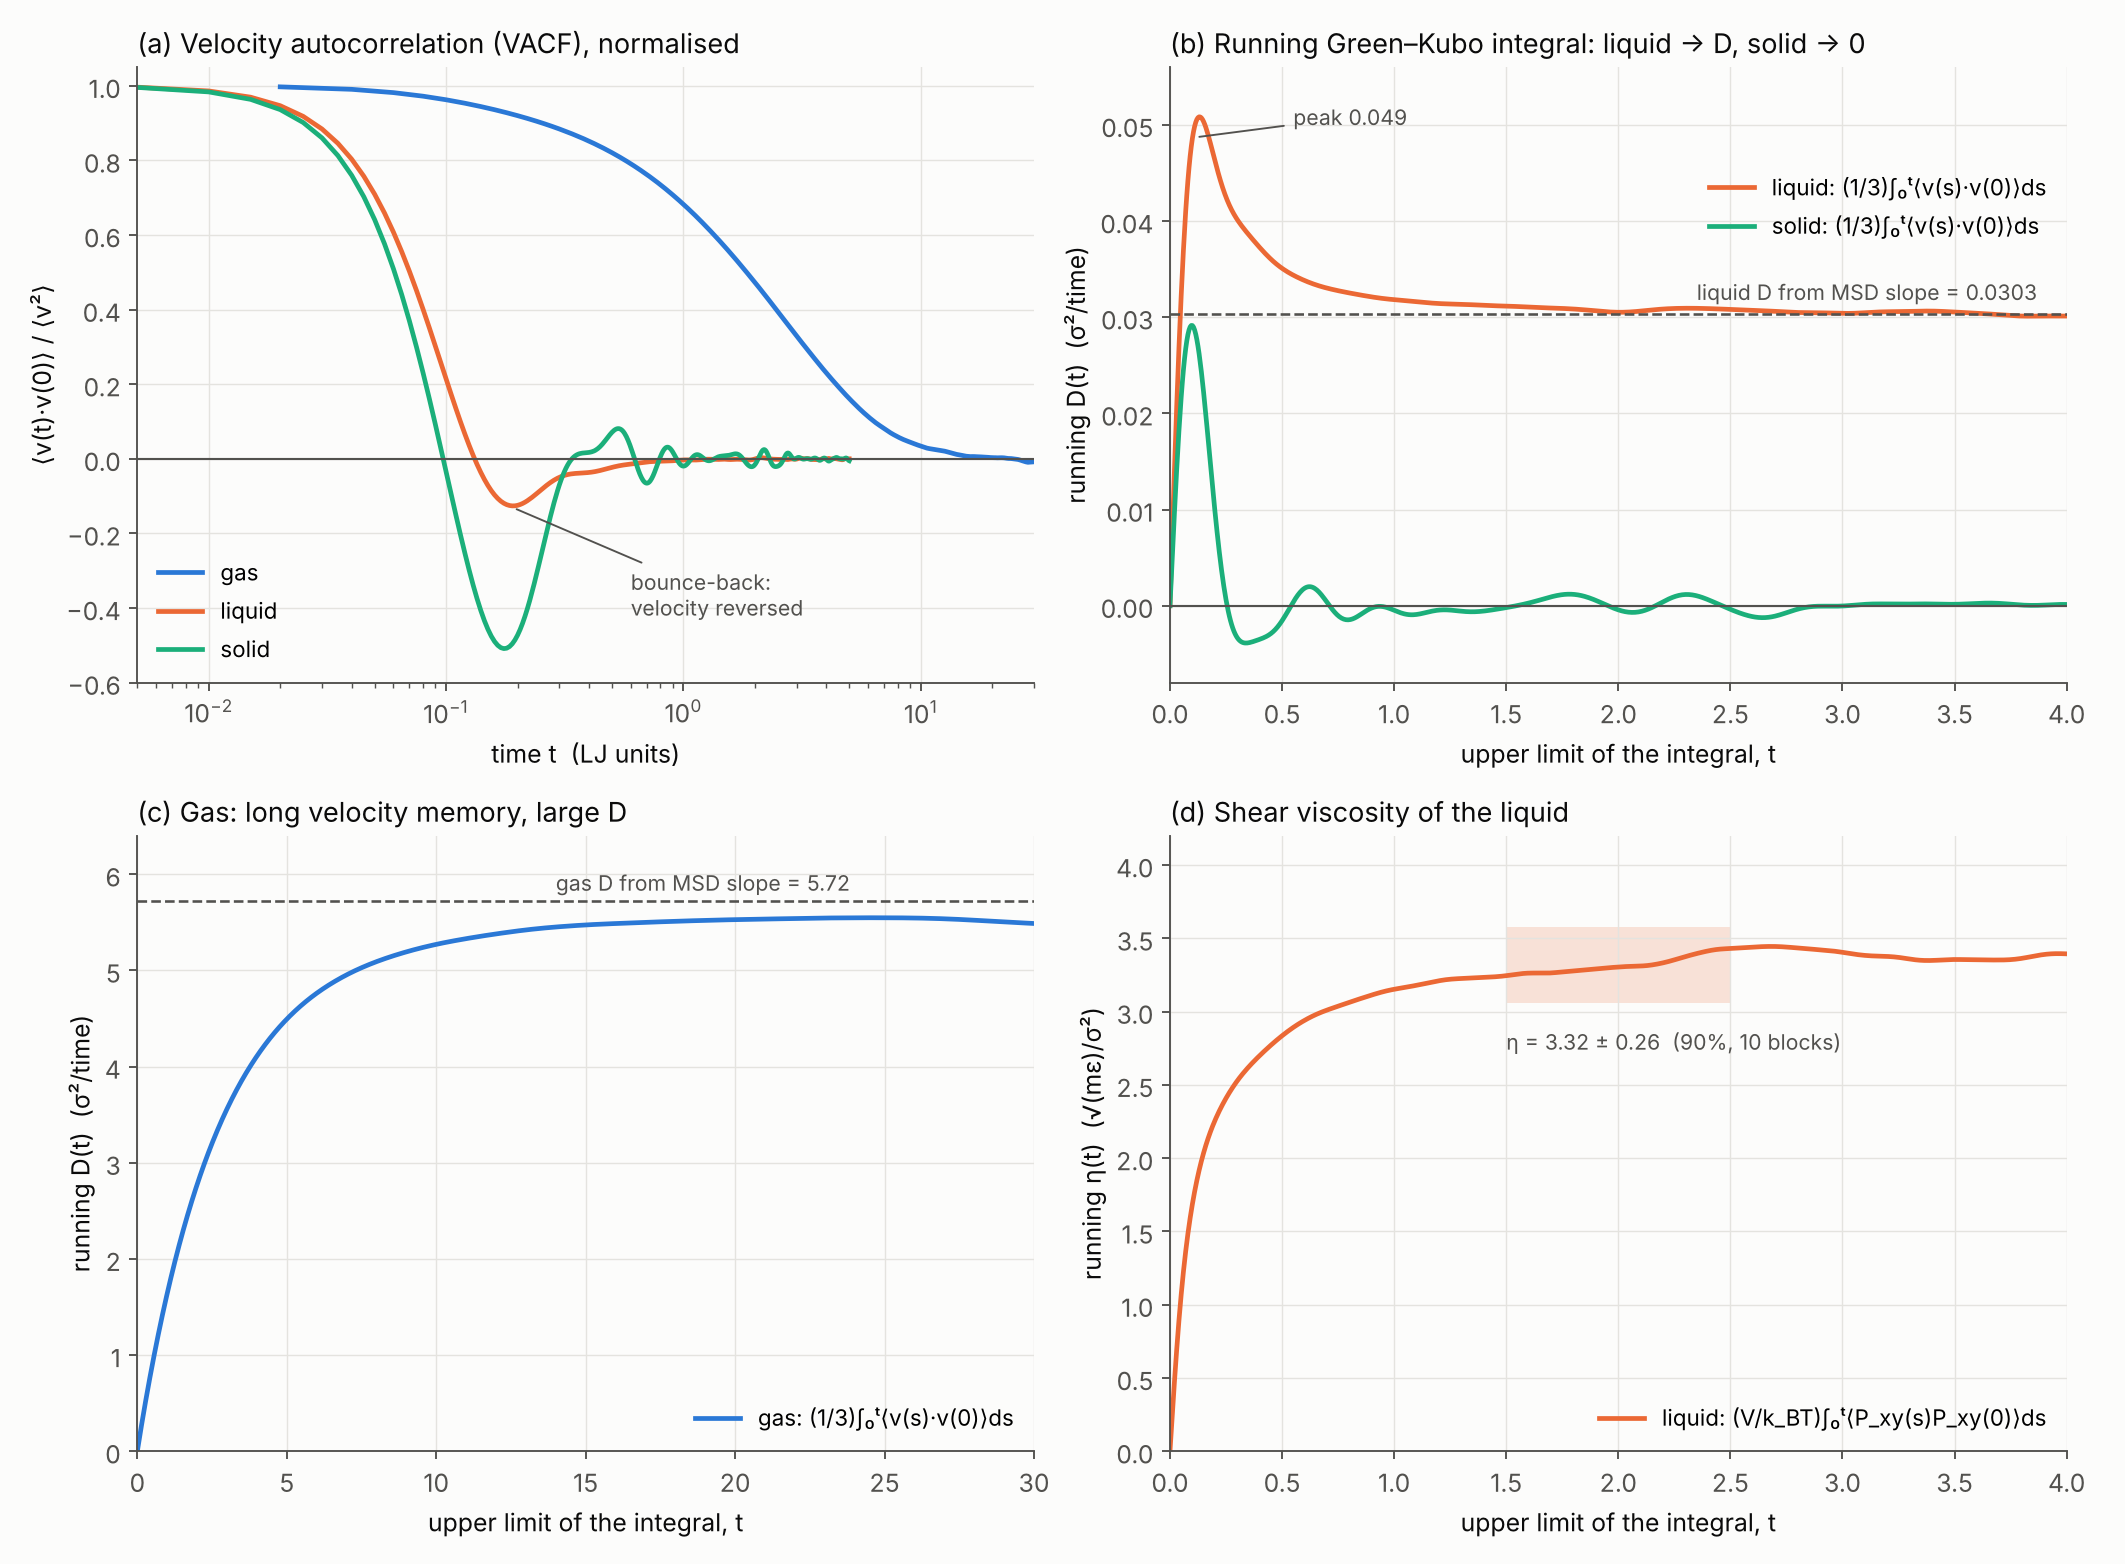 (a) Velocity autocorrelation (VACF), normalised
⟨v(t)·v(0)⟩ / ⟨v²⟩
1.0
0.8
0.6
0.4
0.2
0.0
−0.2
−0.4
−0.6
gas
liquid
solid
bounce-back:
velocity reversed
10⁻² 10⁻¹ 10⁰ 10¹
time t (LJ units)
(b) Running Green–Kubo integral: liquid → D, solid → 0
running D(t) (σ²/time)
0.05
0.04
0.03
0.02
0.01
0.00
peak 0.049
liquid: (1/3)∫₀ᵗ⟨v(s)·v(0)⟩ds
solid: (1/3)∫₀ᵗ⟨v(s)·v(0)⟩ds
liquid D from MSD slope = 0.0303
0.0 0.5 1.0 1.5 2.0 2.5 3.0 3.5 4.0
upper limit of the integral, t
(c) Gas: long velocity memory, large D
running D(t) (σ²/time)
6
5
4
3
2
1
0
gas D from MSD slope = 5.72
gas: (1/3)∫₀ᵗ⟨v(s)·v(0)⟩ds
0 5 10 15 20 25 30
upper limit of the integral, t
(d) Shear viscosity of the liquid
running η(t) (√(mε)/σ²)
4.0
3.5
3.0
2.5
2.0
1.5
1.0
0.5
0.0
η = 3.32 ± 0.26 (90%, 10 blocks)
liquid: (V/k_BT)∫₀ᵗ⟨P_xy(s)P_xy(0)⟩ds
0.0 0.5 1.0 1.5 2.0 2.5 3.0 3.5 4.0
upper limit of the integral, t